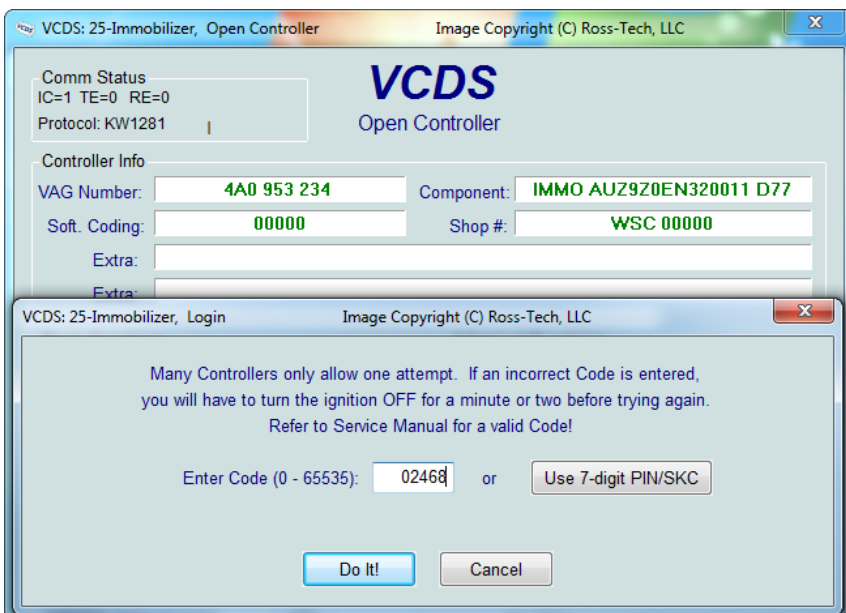 VCDS: 25-Immobilizer, Open Controller Image Copyright (C) Ross-Tech, LLC
Comm Status
IC=1 TE=0 RE=0
Protocol: KW1281
VCDS
Open Controller
Controller Info
VAG Number: 4A0 953 234 Component: IMMO AUZ9Z0EN320011 D77
Soft. Coding: 00000 Shop #: WSC 00000
Extra:
Extra:
VCDS: 25-Immobilizer, Login Image Copyright (C) Ross-Tech, LLC
Many Controllers only allow one attempt. If an incorrect Code is entered,
you will have to turn the ignition OFF for a minute or two before trying again.
Refer to Service Manual for a valid Code!
Enter Code (0 - 65535): 02468 or Use 7-digit PIN/SKC
Do It! Cancel